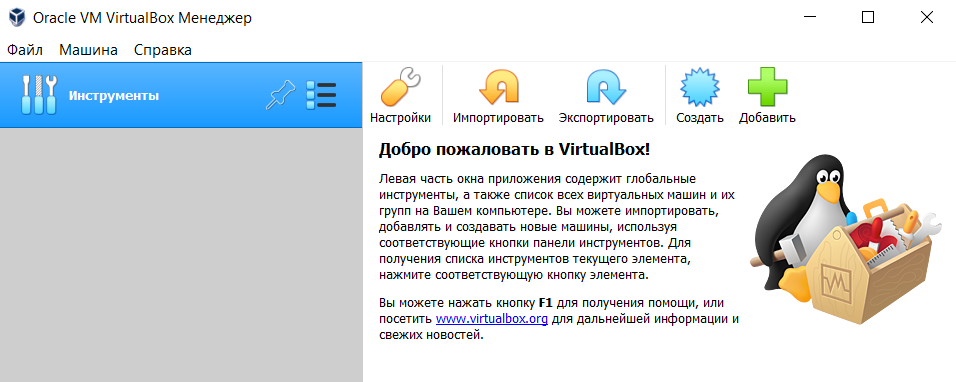 Oracle VM VirtualBox Менеджер
Файл Машина Справка
Инструменты
Настройки Импортировать Экспортировать Создать Добавить
Добро пожаловать в VirtualBox!
Левая часть окна приложения содержит глобальные
инструменты, а также список всех виртуальных машин и их
групп на Вашем компьютере. Вы можете импортировать,
добавлять и создавать новые машины, используя
соответствующие кнопки панели инструментов. Для
получения списка инструментов текущего элемента,
нажмите соответствующую кнопку элемента.
Вы можете нажать кнопку F1 для получения помощи, или
посетить www.virtualbox.org для дальнейшей информации и
свежих новостей.